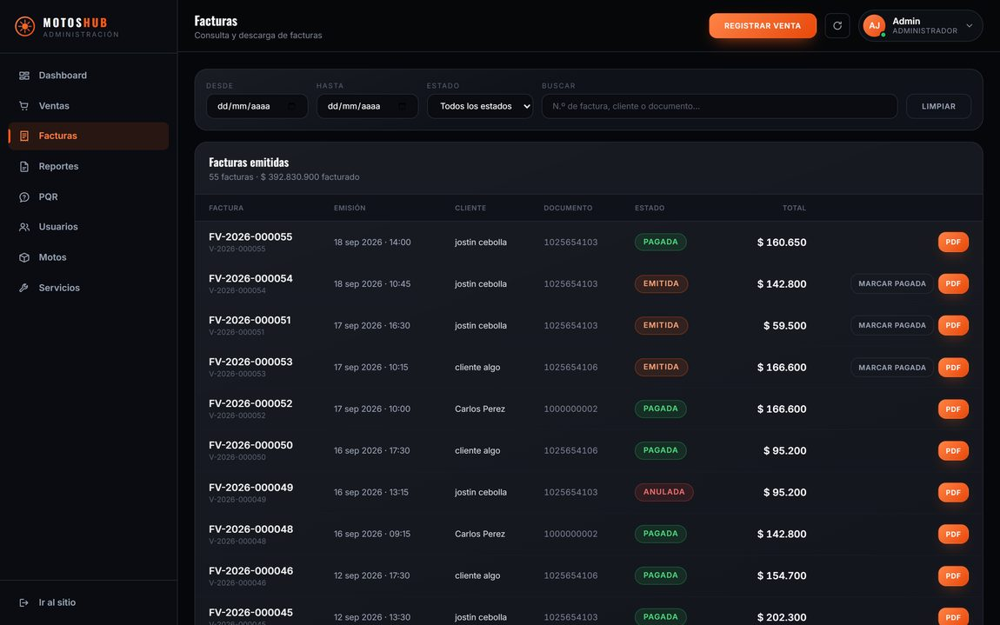 MOTOSHUB
ADMINISTRACIÓN
Dashboard
Ventas
Facturas
Reportes
PQR
Usuarios
Motos
Servicios
Ir al sitio
Facturas
Consulta y descarga de facturas
REGISTRAR VENTA
AJ
Admin
ADMINISTRADOR
DESDE
HASTA
ESTADO
BUSCAR
dd/mm/aaaa
dd/mm/aaaa
Todos los estados
N.º de factura, cliente o documento...
LIMPIAR
Facturas emitidas
55 facturas · $ 392.830.900 facturado
FACTURA EMISIÓN CLIENTE DOCUMENTO ESTADO TOTAL
FV-2026-000055 18 sep 2026 · 14:00 jostin cebolla 1025654103 PAGADA $ 160.650 PDF
V-2026-000055
FV-2026-000054 18 sep 2026 · 10:45 jostin cebolla 1025654103 EMITIDA $ 142.800 MARCAR PAGADA PDF
V-2026-000054
FV-2026-000051 17 sep 2026 · 16:30 jostin cebolla 1025654103 EMITIDA $ 59.500 MARCAR PAGADA PDF
V-2026-000051
FV-2026-000053 17 sep 2026 · 10:15 cliente algo 1025654106 EMITIDA $ 166.600 MARCAR PAGADA PDF
V-2026-000053
FV-2026-000052 17 sep 2026 · 10:00 Carlos Perez 1000000002 PAGADA $ 166.600 PDF
V-2026-000052
FV-2026-000050 16 sep 2026 · 17:30 cliente algo 1025654106 PAGADA $ 95.200 PDF
V-2026-000050
FV-2026-000049 16 sep 2026 · 13:15 jostin cebolla 1025654103 ANULADA $ 95.200 PDF
V-2026-000049
FV-2026-000048 16 sep 2026 · 09:15 Carlos Perez 1000000002 PAGADA $ 142.800 PDF
V-2026-000048
FV-2026-000046 12 sep 2026 · 17:30 cliente algo 1025654106 PAGADA $ 154.700 PDF
V-2026-000046
FV-2026-000045 12 sep 2026 · 13:30 jostin cebolla 1025654103 PAGADA $ 202.300 PDF
V-2026-000045